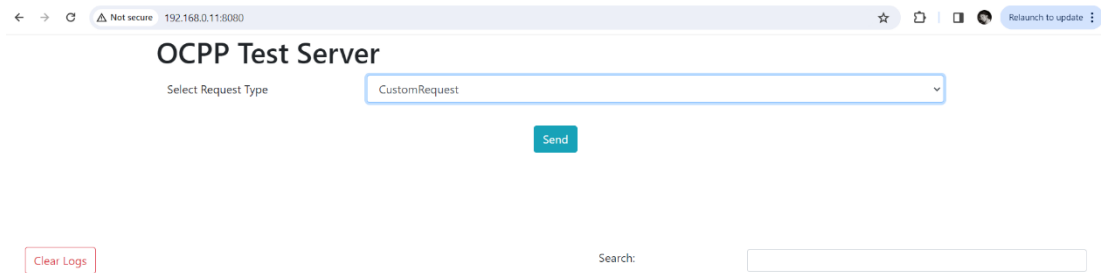 Not secure 192.168.0.11:8080 Relaunch to update
OCPP Test Server
Select Request Type CustomRequest
Send
Clear Logs Search: